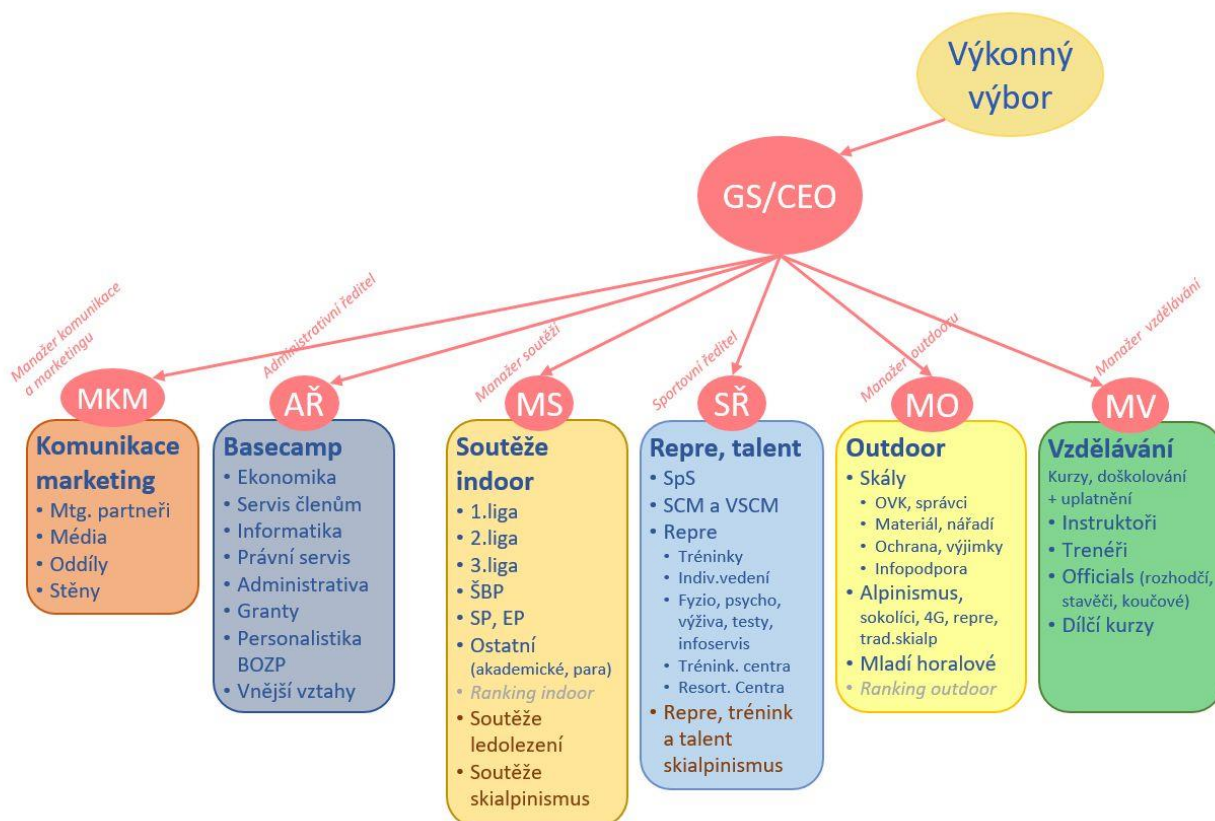 Výkonný
výbor
GS/CEO
Manažer komunikace
a marketingu
MKM
Komunikace
marketing
• Mtg. partneři
• Média
• Oddíly
• Stěny
Administrativní ředitel
AŘ
Basecamp
• Ekonomika
• Servis členům
• Informatika
• Právní servis
• Administrativa
• Granty
• Personalistika
BOZP
• Vnější vztahy
Manažer soutěží
MS
Soutěže
indoor
• 1.liga
• 2.liga
• 3.liga
• ŠBP
• SP, EP
• Ostatní
(akademické, para)
• Ranking indoor
• Soutěže
ledolezení
• Soutěže
skialpinismus
Sportovní ředitel
SŘ
Repre, talent
• SpS
• SCM a VSCM
• Repre
• Tréninky
• Indiv.vedení
• Fyzio, psycho,
výživa, testy,
infoservis
• Trénink. centra
• Resort. Centra
• Repre, trénink
a talent
skialpinismus
Manažer outdooru
MO
Outdoor
• Skály
• OVK, správci
• Materiál, nářadí
• Ochrana, výjimky
• Infopodpora
• Alpinismus,
sokolíci, 4G, repre,
trad.skialp
• Mladí horalové
• Ranking outdoor
Manažer vzdělávání
MV
Vzdělávání
Kurzy, doškolování
+ uplatnění
• Instruktoři
• Trenéři
• Officials (rozhodčí,
stavěči, koučové)
• Dílčí kurzy